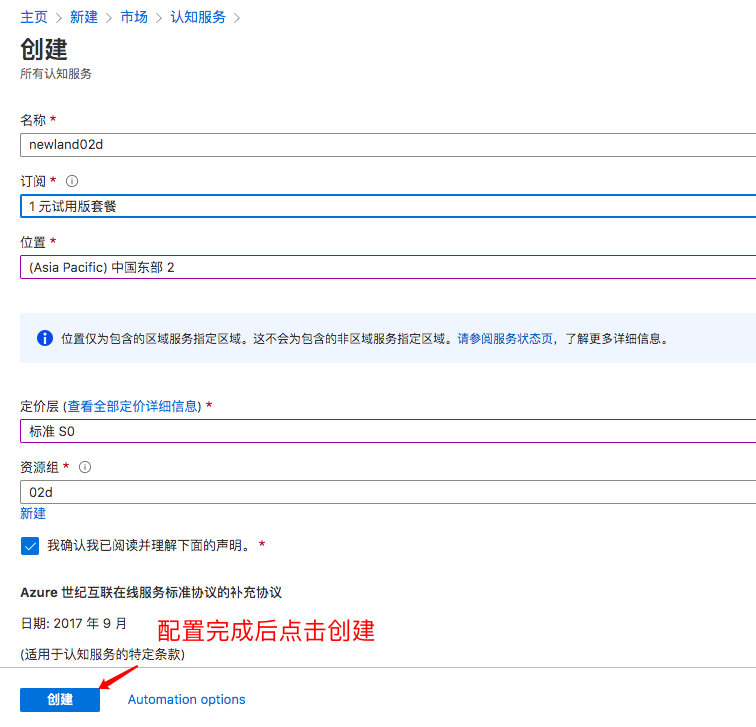 主页 > 新建 > 市场 > 认知服务 >
创建
所有认知服务
名称 *
newland02d
订阅 *
1 元试用版套餐
位置 *
(Asia Pacific) 中国东部 2
位置仅为包含的区域服务指定区域。这不会为包含的非区域服务指定区域。请参阅服务状态页，了解更多详细信息。
定价层 (查看全部定价详细信息) *
标准 S0
资源组 *
02d
新建
我确认我已阅读并理解下面的声明。 *
Azure 世纪互联在线服务标准协议的补充协议
日期: 2017 年 9 月
配置完成后点击创建
(适用于认知服务的特定条款)
创建 Automation options